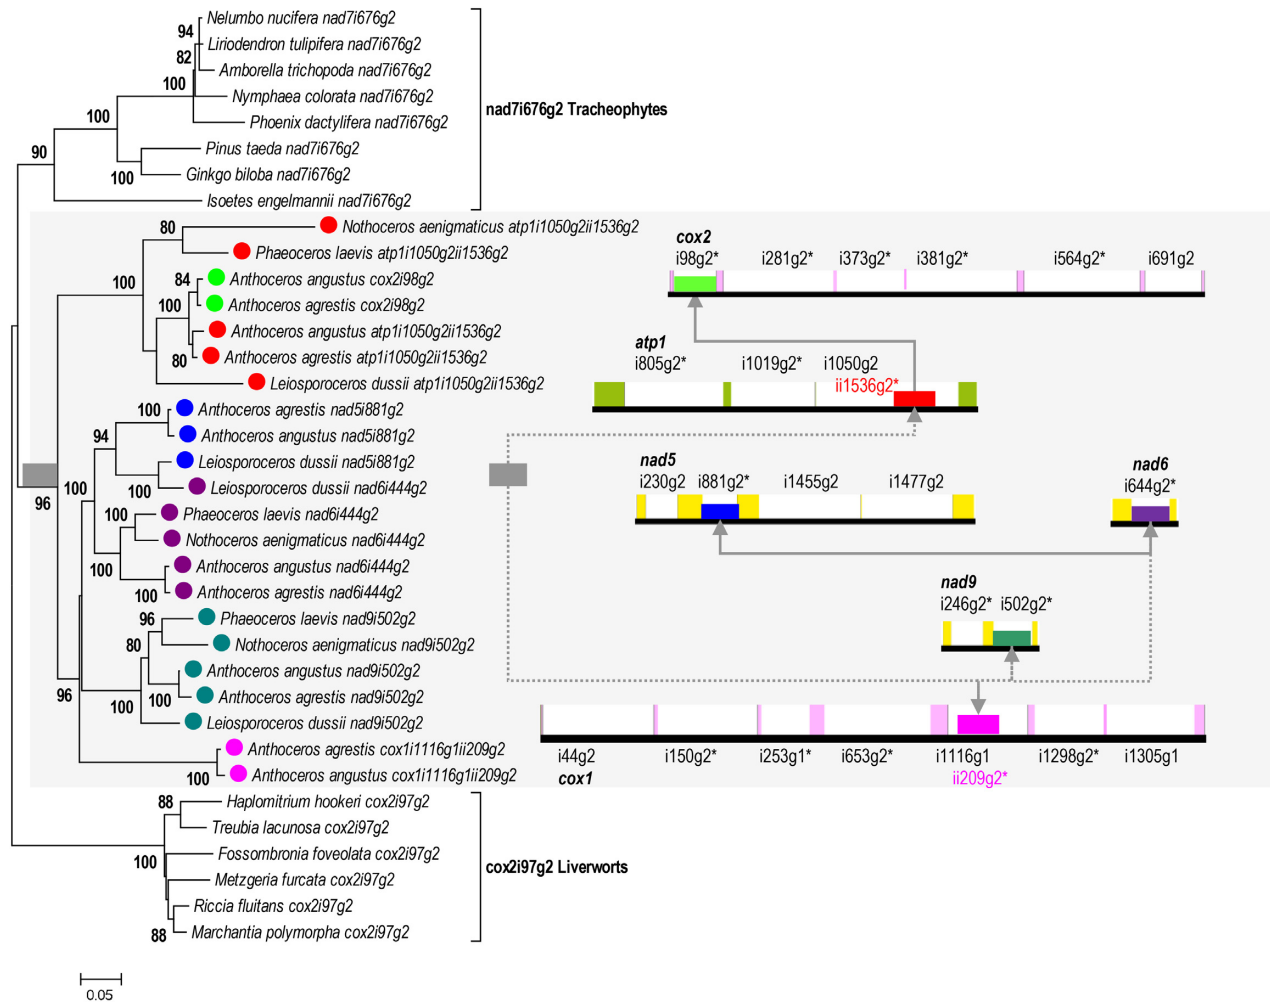 94
82
100
100
90
100
Nelumbo nucifera nad7i676g2
Liriodendron tulipifera nad7i676g2
Amborella trichopoda nad7i676g2
Nymphaea colorata nad7i676g2
Phoenix dactylifera nad7i676g2
Pinus taeda nad7i676g2
Ginkgo biloba nad7i676g2
Isoetes engelmannii nad7i676g2
nad7i676g2 Tracheophytes
80
100
84
100
80
Nothoceros aenigmaticus atp1i1050g2ii1536g2
Phaeoceros laevis atp1i1050g2ii1536g2
Anthoceros angustus cox2i98g2
Anthoceros agrestis cox2i98g2
Anthoceros angustus atp1i1050g2ii1536g2
Anthoceros agrestis atp1i1050g2ii1536g2
Leiosporoceros dussii atp1i1050g2ii1536g2
100
94
100
96
100
100
100
100
Anthoceros agrestis nad5i881g2
Anthoceros angustus nad5i881g2
Leiosporoceros dussii nad5i881g2
Leiosporoceros dussii nad6i444g2
Phaeoceros laevis nad6i444g2
Nothoceros aenigmaticus nad6i444g2
Anthoceros angustus nad6i444g2
Anthoceros agrestis nad6i444g2
96
80
96
100
100
100
Phaeoceros laevis nad9i502g2
Nothoceros aenigmaticus nad9i502g2
Anthoceros angustus nad9i502g2
Anthoceros agrestis nad9i502g2
Leiosporoceros dussii nad9i502g2
Anthoceros agrestis cox1i1116g1ii209g2
Anthoceros angustus cox1i1116g1ii209g2
cox2
i98g2* i281g2* i373g2* i381g2* i564g2* i691g2
atp1
i805g2* i1019g2* i1050g2
ii1536g2*
nad5
i230g2 i881g2* i1455g2 i1477g2
nad6
i644g2*
nad9
i246g2* i502g2*
i44g2 i150g2* i253g1* i653g2* i1116g1 i1298g2* i1305g1
cox1
ii209g2*
88
100
88
Haplomitrium hookeri cox2i97g2
Treubia lacunosa cox2i97g2
Fossombronia foveolata cox2i97g2
Metzgeria furcata cox2i97g2
Riccia fluitans cox2i97g2
Marchantia polymorpha cox2i97g2
cox2i97g2 Liverworts
0.05